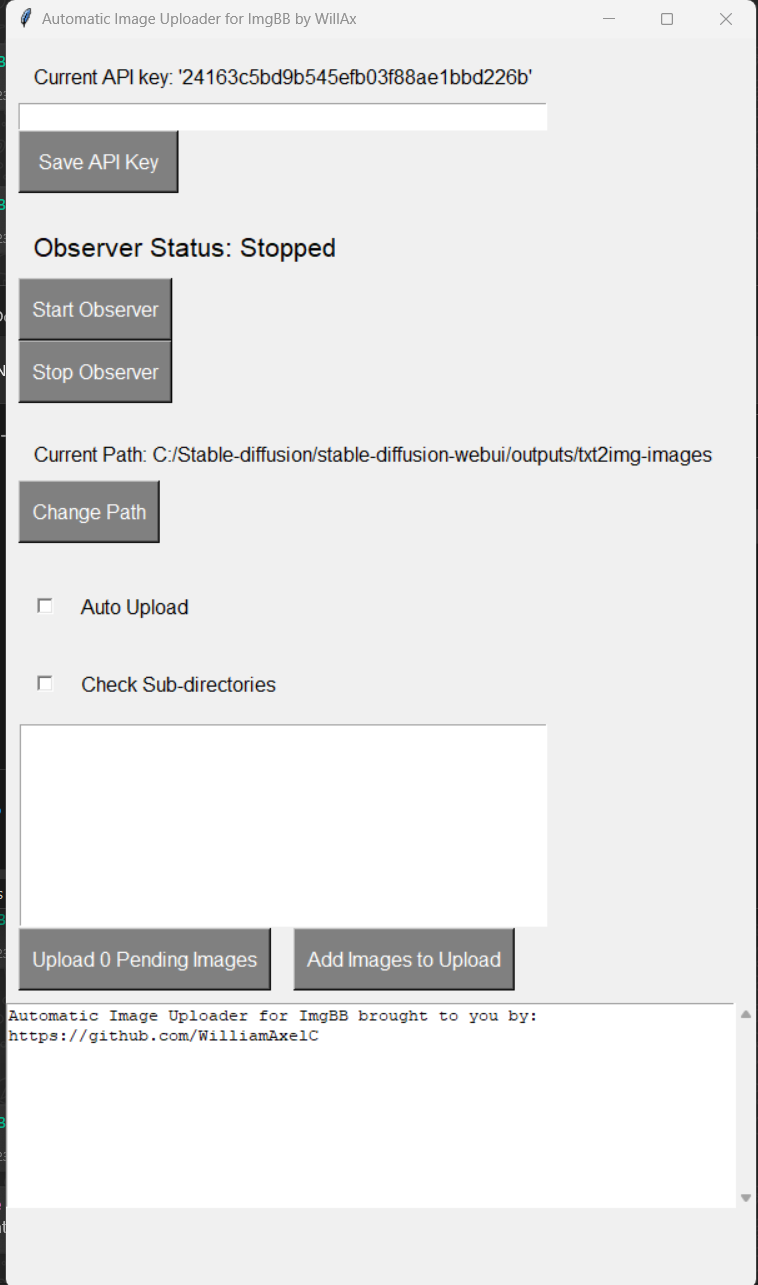 Automatic Image Uploader for ImgBB by WillAx
Current API key: '24163c5bd9b545efb03f88ae1bbd226b'
Save API Key
Observer Status: Stopped
Start Observer
Stop Observer
Current Path: C:/Stable-diffusion/stable-diffusion-webui/outputs/txt2img-images
Change Path
Auto Upload
Check Sub-directories
Upload 0 Pending Images
Add Images to Upload
Automatic Image Uploader for ImgBB brought to you by:
https://github.com/WilliamAxelC